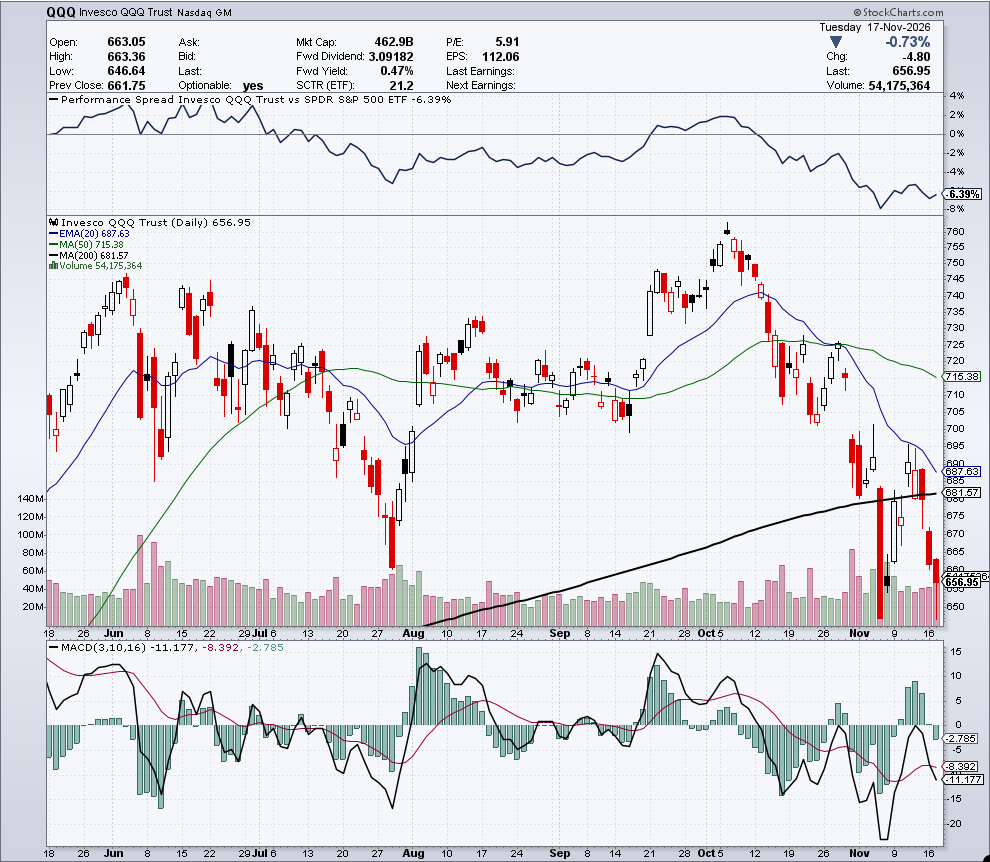 QQQ Invesco QQQ Trust Nasdaq GM
© StockCharts.com
Tuesday 17-Nov-2026
Open: 663.05 Ask: Mkt Cap: 462.9B P/E: 5.91 ▼ -0.73%
High: 663.36 Bid: Fwd Dividend: 3.09182 EPS: 112.06 Chg: -4.80
Low: 646.64 Last: Fwd Yield: 0.47% Last Earnings: Last: 656.95
Prev Close: 661.75 Optionable: yes SCTR (ETF): 21.2 Next Earnings: Volume: 54,175,364
Performance Spread Invesco QQQ Trust vs SPDR S&P 500 ETF -6.39%
4%
2%
0%
-2%
-4%
-6.39%
-8%
Invesco QQQ Trust (Daily) 656.95
EMA(20) 687.63
MA(50) 715.38
MA(200) 681.57
Volume 54,175,364
760
755
750
745
740
735
730
725
720
715.38
710
705
700
695
690
687.63
685
681.57
680
675
670
665
660
656.95
650
140M
120M
100M
80M
60M
40M
20M
18 26 Jun 8 15 22 29 Jul 6 13 20 27 Aug 10 17 24 Sep 8 14 21 28 Oct 5 12 19 26 Nov 9 16
MACD(3,10,16) -11.177, -8.392, -2.785
15
10
5
0
-2.785
-5
-8.392
-11.177
-15
-20
18 26 Jun 8 15 22 29 Jul 6 13 20 27 Aug 10 17 24 Sep 8 14 21 28 Oct 5 12 19 26 Nov 9 16